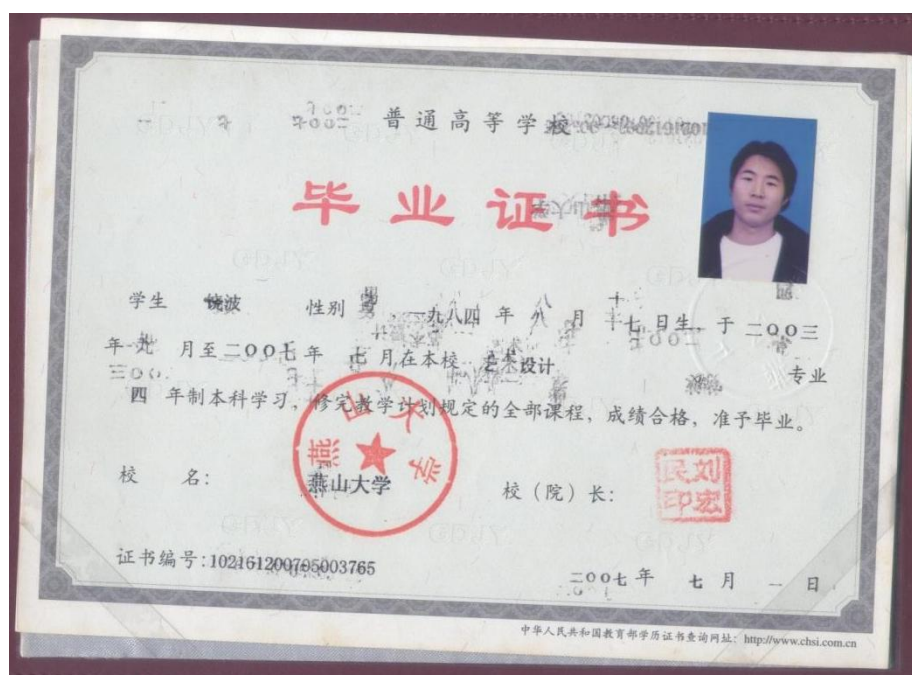 普通高等学校
毕业证书
学生 饶波 性别 一九八四 年 八 月 十七 日生，于 二〇〇三
年 九 月至 二〇〇七 年 七 月在本校 艺术设计 专业
四 年制本科学习，修完教学计划规定的全部课程，成绩合格，准予毕业。
燕山大学
校 名： 燕山大学 校（院）长： 刘宏民印
证书编号：102161200705003765
二〇〇七 年 七 月 一 日
中华人民共和国教育部学历证书查询网址：http://www.chsi.com.cn